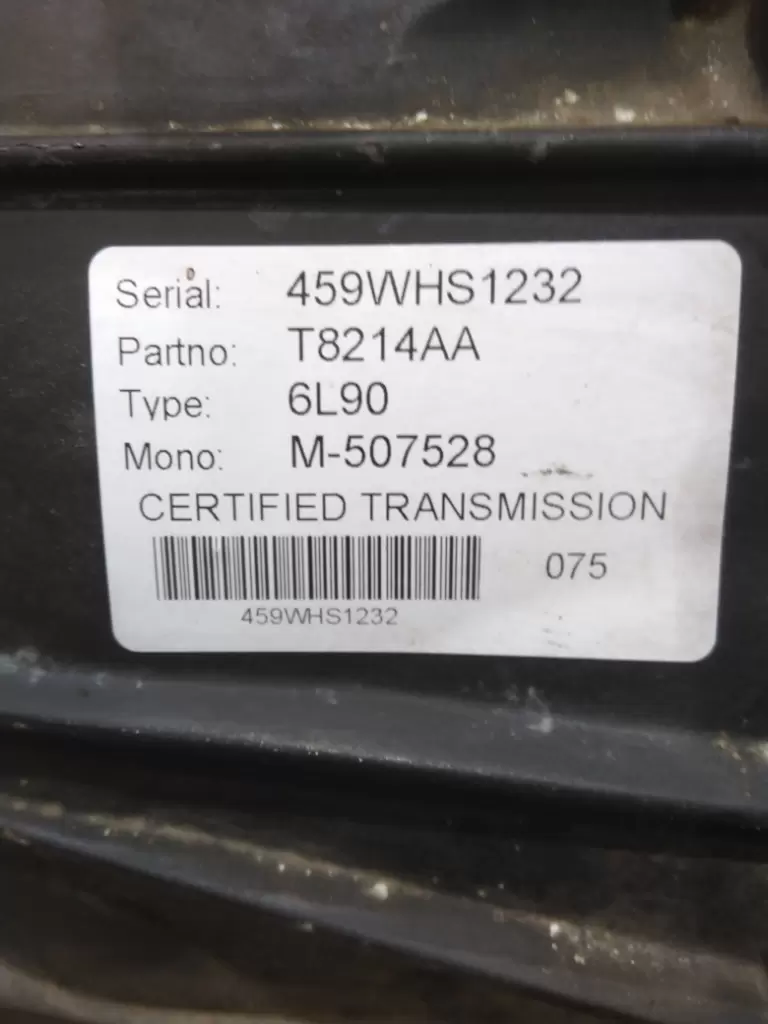 Serial: 459WHS1232
Partno: T8214AA
Type: 6L90
Mono: M-507528
CERTIFIED TRANSMISSION
075
459WHS1232